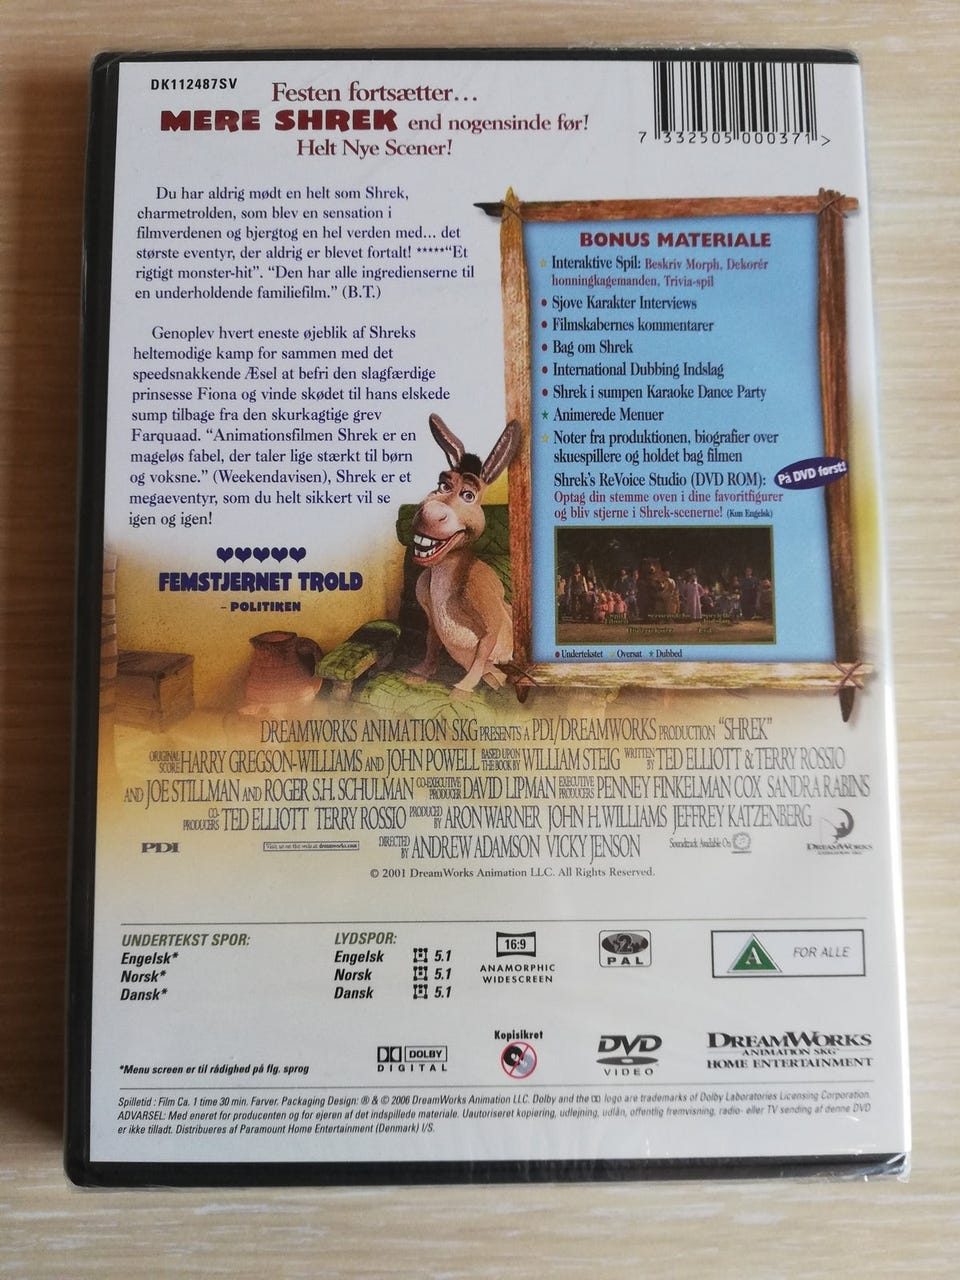 DK112487SV
Festen fortsætter...
MERE SHREK end nogensinde før!
Helt Nye Scener!
7 332505 000371 >
Du har aldrig mødt en helt som Shrek,
charmetrolden, som blev en sensation i
filmverdenen og bjergtog en hel verden med... det
største eventyr, der aldrig er blevet fortalt! *****“Et
rigtigt monster-hit”. “Den har alle ingredienserne til
en underholdende familiefilm.” (B.T.)
Genoplev hvert eneste øjeblik af Shreks
heltemodige kamp for sammen med det
speedsnakkende Æsel at befri den slagfærdige
prinsesse Fiona og vinde skødet til hans elskede
sump tilbage fra den skurkagtige grev
Farquaad. “Animationsfilmen Shrek er en
mageløs fabel, der taler lige stærkt til børn
og voksne.” (Weekendavisen), Shrek er et
megaeventyr, som du helt sikkert vil se
igen og igen!
FEMSTJERNET TROLD
– POLITIKEN
BONUS MATERIALE
Interaktive Spil: Beskriv Morph, Dekorér
honningkagemanden, Trivia-spil
• Sjove Karakter Interviews
• Filmskabernes kommentarer
• Bag om Shrek
• International Dubbing Indslag
• Shrek i sumpen Karaoke Dance Party
★ Animerede Menuer
Noter fra produktionen, biografier over
skuespillere og holdet bag filmen
Shrek's ReVoice Studio (DVD ROM):
På DVD først!
Optag din stemme oven i dine favoritfigurer
og bliv stjerne i Shrek-scenerne! (Kun Engelsk)
• Undertekstet ★ Oversat ★ Dubbed
DREAMWORKS ANIMATION SKG PRESENTS A PDI/DREAMWORKS PRODUCTION “SHREK”
ORIGINAL SCORE HARRY GREGSON-WILLIAMS AND JOHN POWELL BASED UPON THE BOOK BY WILLIAM STEIG WRITTEN BY TED ELLIOTT & TERRY ROSSIO
AND JOE STILLMAN AND ROGER S.H. SCHULMAN CO-EXECUTIVE PRODUCER DAVID LIPMAN EXECUTIVE PRODUCERS PENNEY FINKELMAN COX SANDRA RABINS
CO-PRODUCERS TED ELLIOTT TERRY ROSSIO PRODUCED BY ARON WARNER JOHN H. WILLIAMS JEFFREY KATZENBERG
PDI
Visit us on the web at dreamworks.com
DIRECTED BY ANDREW ADAMSON VICKY JENSON
Soundtrack Available On
DREAMWORKS
ANIMATION SKG
© 2001 DreamWorks Animation LLC. All Rights Reserved.
UNDERTEKST SPOR:
Engelsk*
Norsk*
Dansk*
LYDSPOR:
Engelsk 5.1
Norsk 5.1
Dansk 5.1
16:9
ANAMORPHIC
WIDESCREEN
2
PAL
A
FOR ALLE
*Menu screen er til rådighed på flg. sprog
DOLBY
DIGITAL
Kopisikret
DVD
VIDEO
DREAMWORKS
ANIMATION SKG
HOME ENTERTAINMENT
Spilletid : Film Ca. 1 time 30 min. Farver. Packaging Design: ® & © 2006 DreamWorks Animation LLC. Dolby and the logo are trademarks of Dolby Laboratories Licensing Corporation.
ADVARSEL: Med eneret for producenten og for ejeren af det indspillede materiale. Uautoriseret kopiering, udlejning, udlån, offentlig fremvisning, radio- eller TV sending af denne DVD
er ikke tilladt. Distribueres af Paramount Home Entertainment (Denmark) I/S.